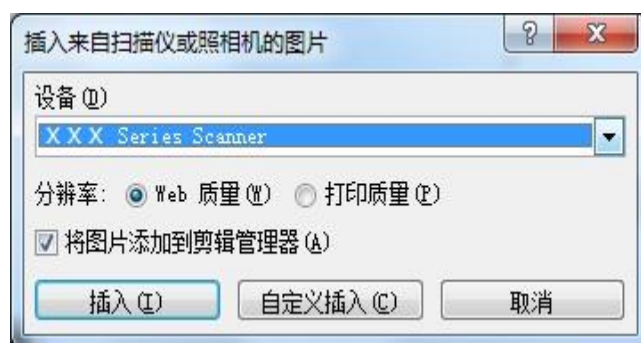 插入来自扫描仪或照相机的图片
设备(D)
XXX Series Scanner
分辨率: Web 质量(W) 打印质量(P)
将图片添加到剪辑管理器(A)
插入(I) 自定义插入(C) 取消